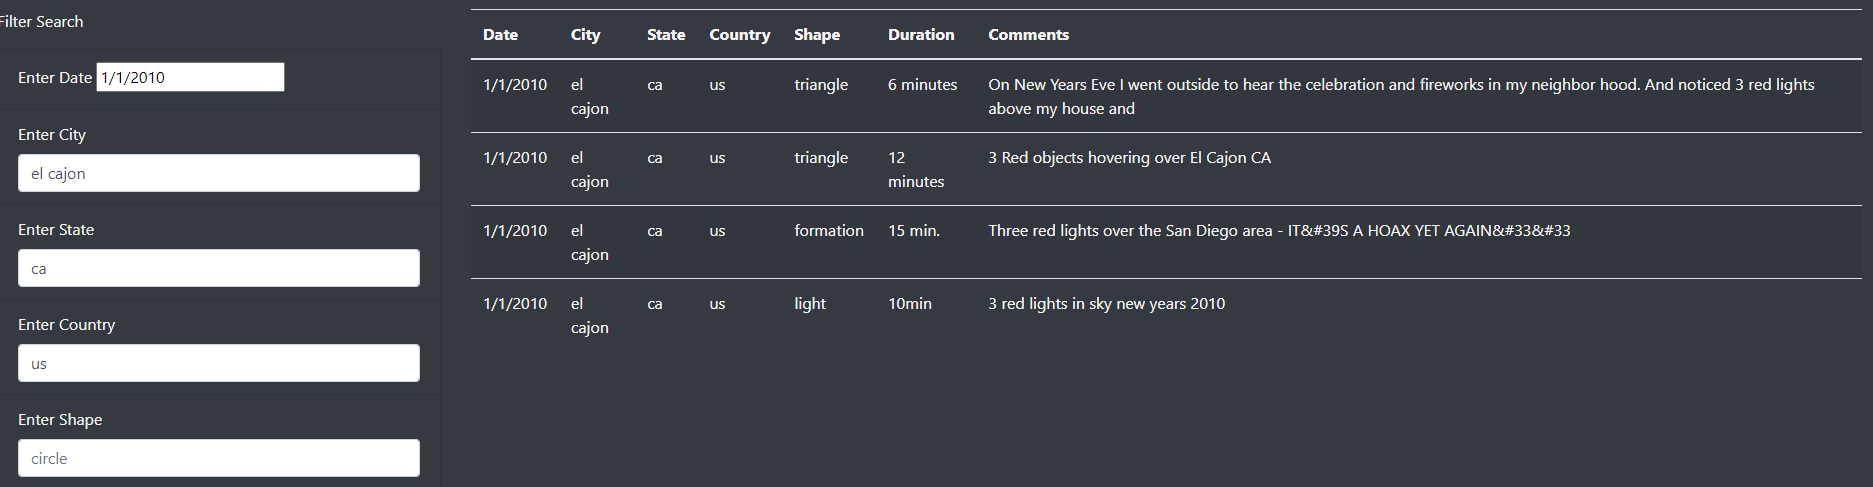 Filter Search
Enter Date 1/1/2010
Enter City
el cajon
Enter State
ca
Enter Country
us
Enter Shape
circle
Date City State Country Shape Duration Comments
1/1/2010 el ca us triangle 6 minutes On New Years Eve I went outside to hear the celebration and fireworks in my neighbor hood. And noticed 3 red lights
cajon above my house and
1/1/2010 el ca us triangle 12 3 Red objects hovering over El Cajon CA
cajon minutes
1/1/2010 el ca us formation 15 min. Three red lights over the San Diego area - IT&#39S A HOAX YET AGAIN&#33&#33
cajon
1/1/2010 el ca us light 10min 3 red lights in sky new years 2010
cajon